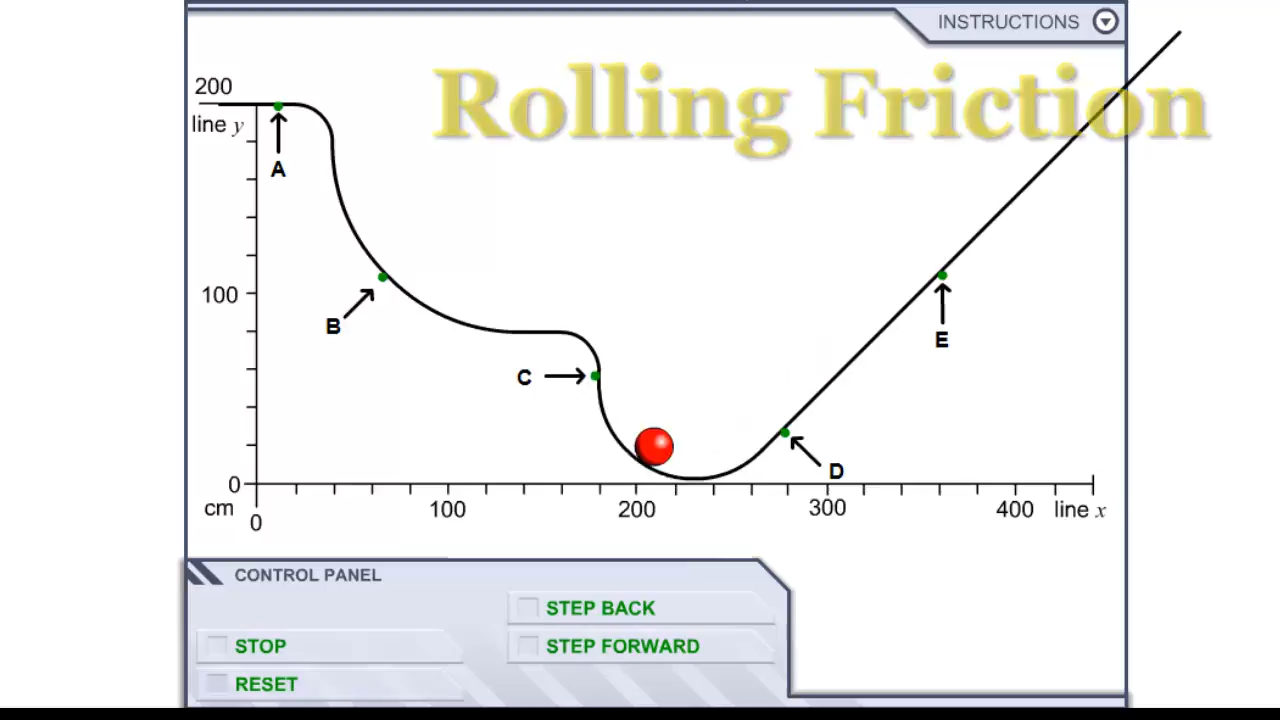 INSTRUCTIONS
Rolling Friction
200
line y
A
B
100
C
E
D
0
cm
0
100
200
300
400
line x
CONTROL PANEL
STEP BACK
STOP
STEP FORWARD
RESET